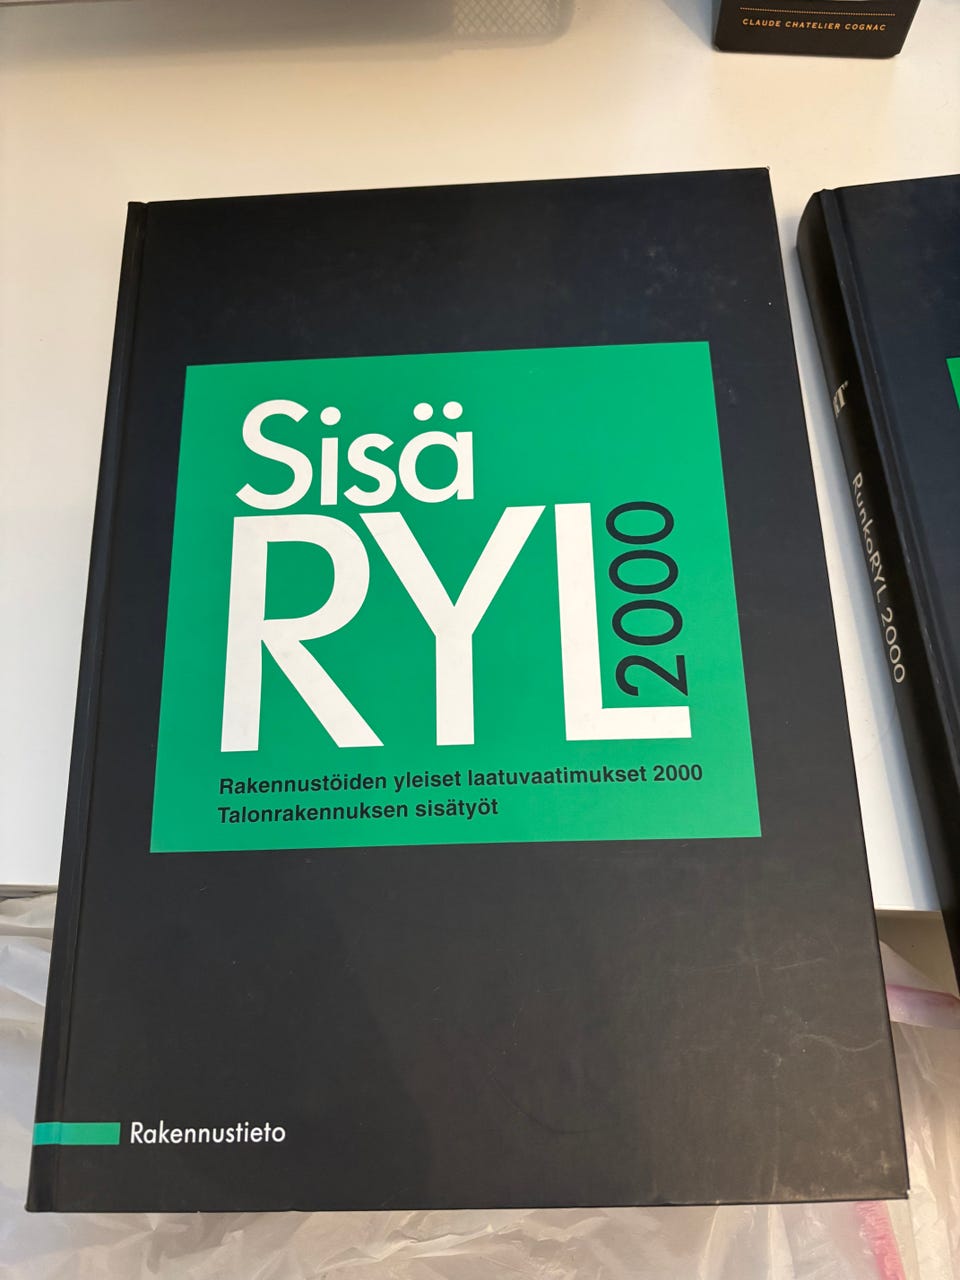 CLAUDE CHATELIER COGNAC
Sisä
RYL
2000
Rakennustöiden yleiset laatuvaatimukset 2000
Talonrakennuksen sisätyöt
Rakennustieto
RunkoRYL 2000